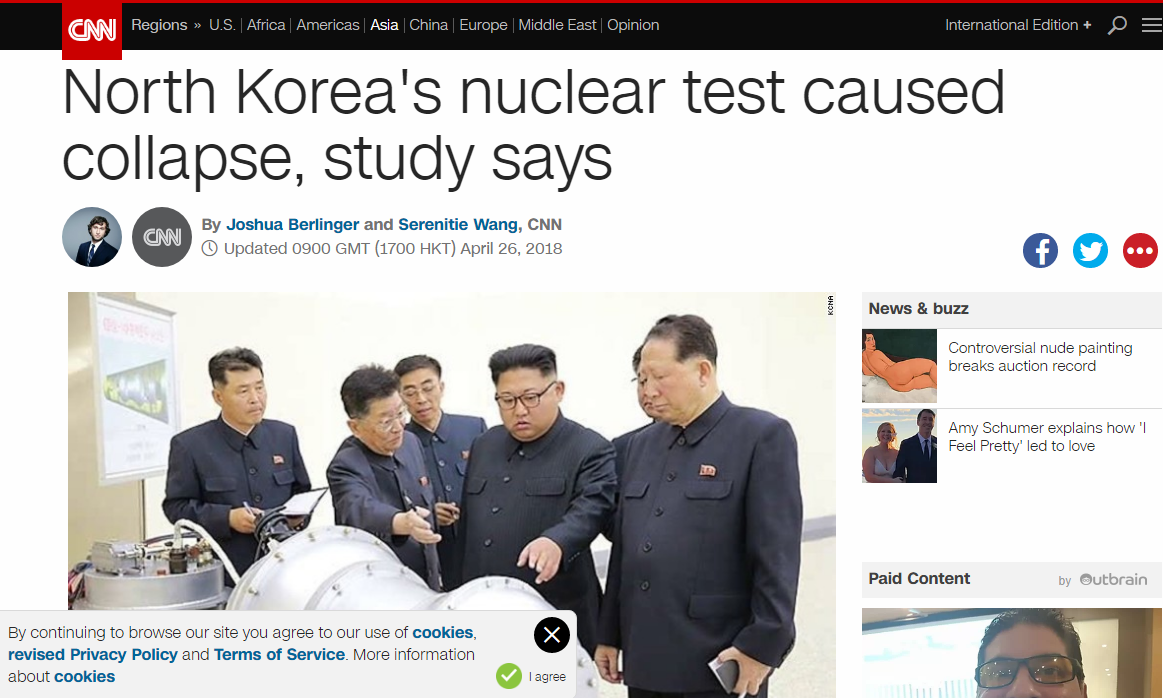 CNN
Regions » U.S. | Africa | Americas | Asia | China | Europe | Middle East | Opinion
International Edition +
North Korea's nuclear test caused
collapse, study says
CNN
By Joshua Berlinger and Serenitie Wang, CNN
Updated 0900 GMT (1700 HKT) April 26, 2018
KCNA
News & buzz
Controversial nude painting
breaks auction record
Amy Schumer explains how 'I
Feel Pretty' led to love
Paid Content
by Outbrain
By continuing to browse our site you agree to our use of cookies,
revised Privacy Policy and Terms of Service. More information
about cookies
I agree